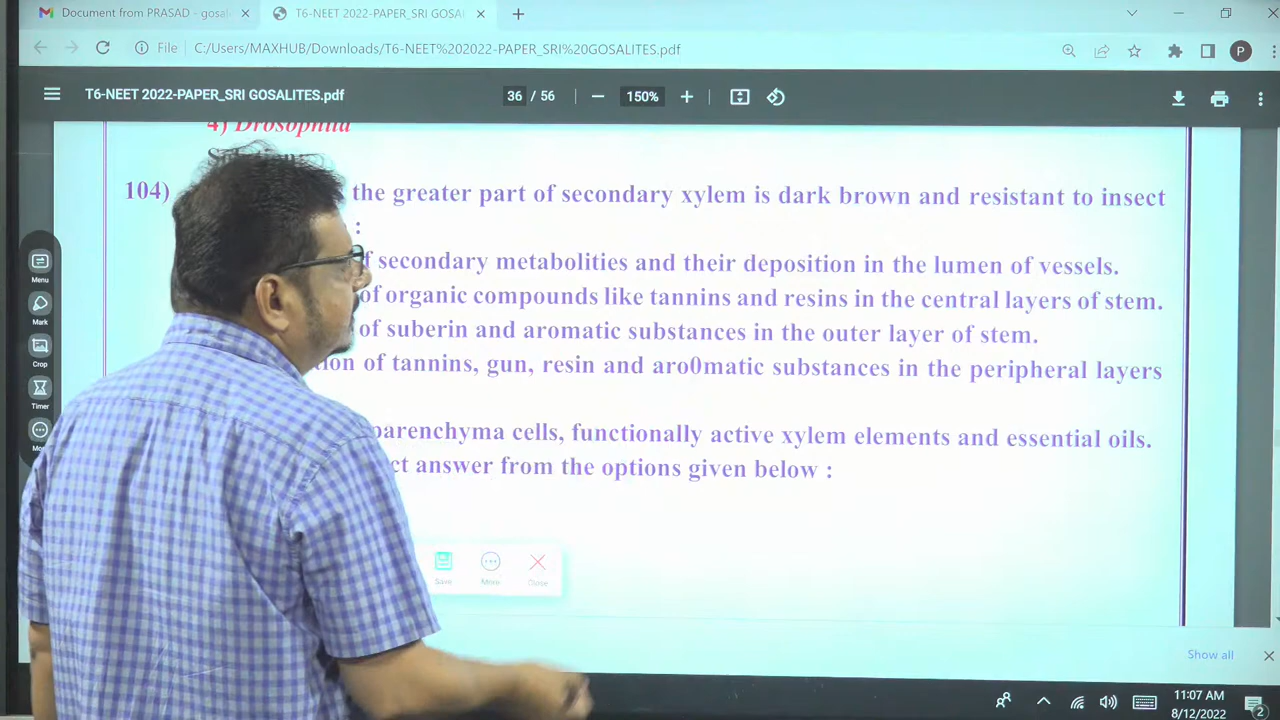 Document from PRASAD - gosal
T6-NEET 2022-PAPER_SRI GOSAL
File C:/Users/MAXHUB/Downloads/T6-NEET%202022-PAPER_SRI%20GOSALITES.pdf
P
T6-NEET 2022-PAPER_SRI GOSALITES.pdf
36 / 56
150%
4) Drosophila
104) the greater part of secondary xylem is dark brown and resistant to insect
:
secondary metabolities and their deposition in the lumen of vessels.
of organic compounds like tannins and resins in the central layers of stem.
of suberin and aromatic substances in the outer layer of stem.
of tannins, gun, resin and aro0matic substances in the peripheral layers
parenchyma cells, functionally active xylem elements and essential oils.
answer from the options given below :
Menu
Mark
Crop
Timer
Save
More
Close
Show all
11:07 AM
8/12/2022
2